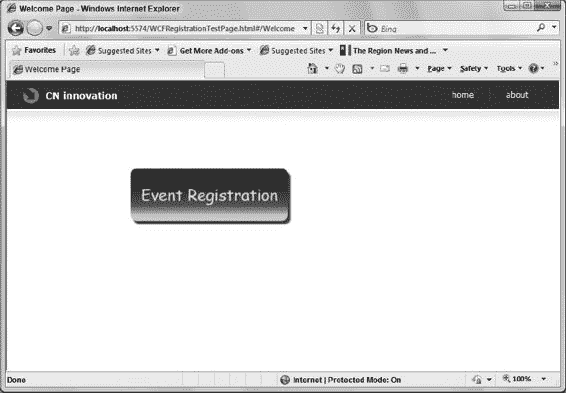 Welcome Page - Windows Internet Explorer
http://localhost:5574/WCFRegistrationTestPage.html#/Welcome
Bing
Favorites
Suggested Sites
Get More Add-ons
Suggested Sites
The Region News and ...
Welcome Page
Page
Safety
Tools
CN innovation
home
about
Event Registration
Done
Internet | Protected Mode: On
100%